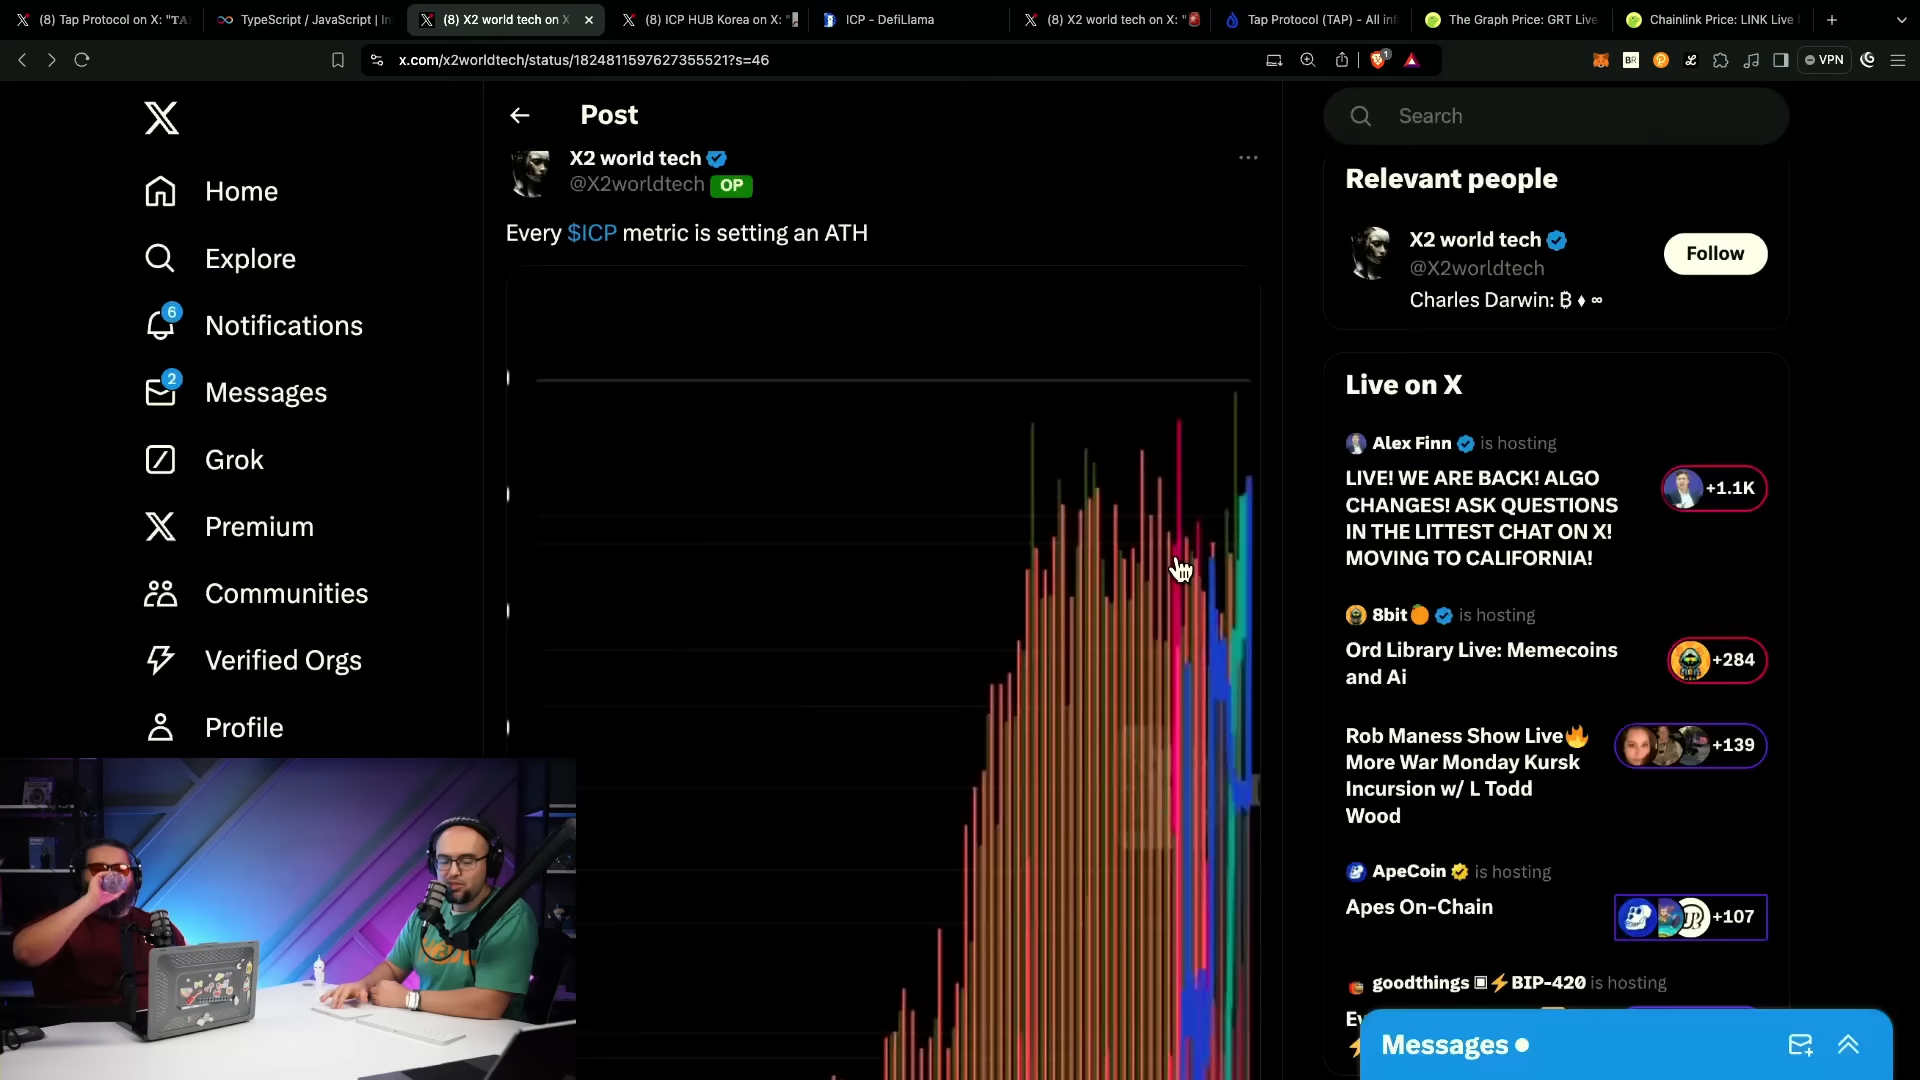 (8) Tap Protocol on X: "TA
TypeScript / JavaScript | In
(8) X2 world tech on X
(8) ICP HUB Korea on X: "
ICP - DefiLlama
(8) X2 world tech on X: "🚨
Tap Protocol (TAP) - All inf
The Graph Price: GRT Live
Chainlink Price: LINK Live
x.com/x2worldtech/status/1824811597627355521?s=46
1
BR
VPN
Home
Explore
6
Notifications
2
Messages
Grok
Premium
Communities
Verified Orgs
Profile
Post
X2 world tech
@X2worldtech OP
Every $ICP metric is setting an ATH
Search
Relevant people
X2 world tech
@X2worldtech
Follow
Charles Darwin: ₿ ♦ ∞
Live on X
Alex Finn is hosting
LIVE! WE ARE BACK! ALGO
CHANGES! ASK QUESTIONS
IN THE LITTEST CHAT ON X!
MOVING TO CALIFORNIA!
+1.1K
8bit🍊 is hosting
Ord Library Live: Memecoins
and Ai
+284
Rob Maness Show Live🔥
More War Monday Kursk
Incursion w/ L Todd
Wood
+139
ApeCoin is hosting
Apes On-Chain
+107
goodthings ▣⚡BIP-420 is hosting
Messages